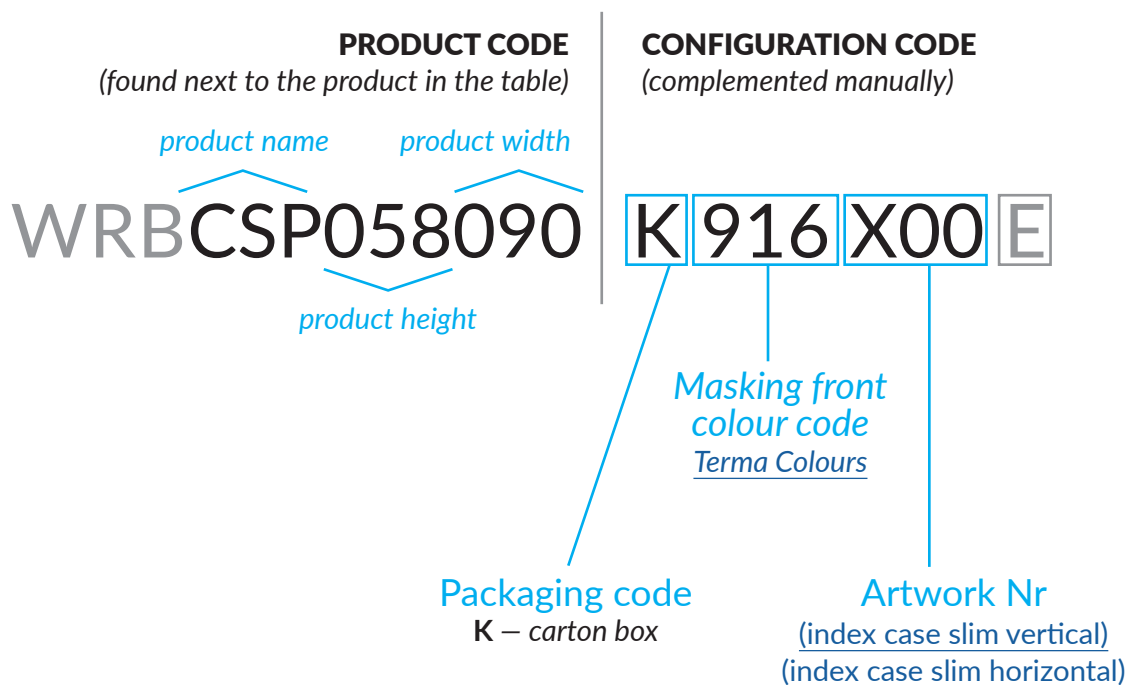 PRODUCT CODE
(found next to the product in the table)
CONFIGURATION CODE
(complemented manually)
product name
product width
WRBCSP058090 K 916 X00 E
product height
Masking front
colour code
Terma Colours
Packaging code
K – carton box
Artwork Nr
(index case slim vertical)
(index case slim horizontal)